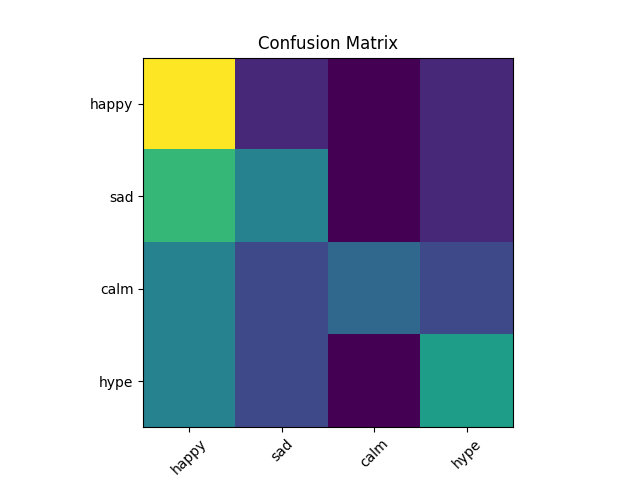 Confusion Matrix
happy
sad
calm
hype
happy sad calm hype